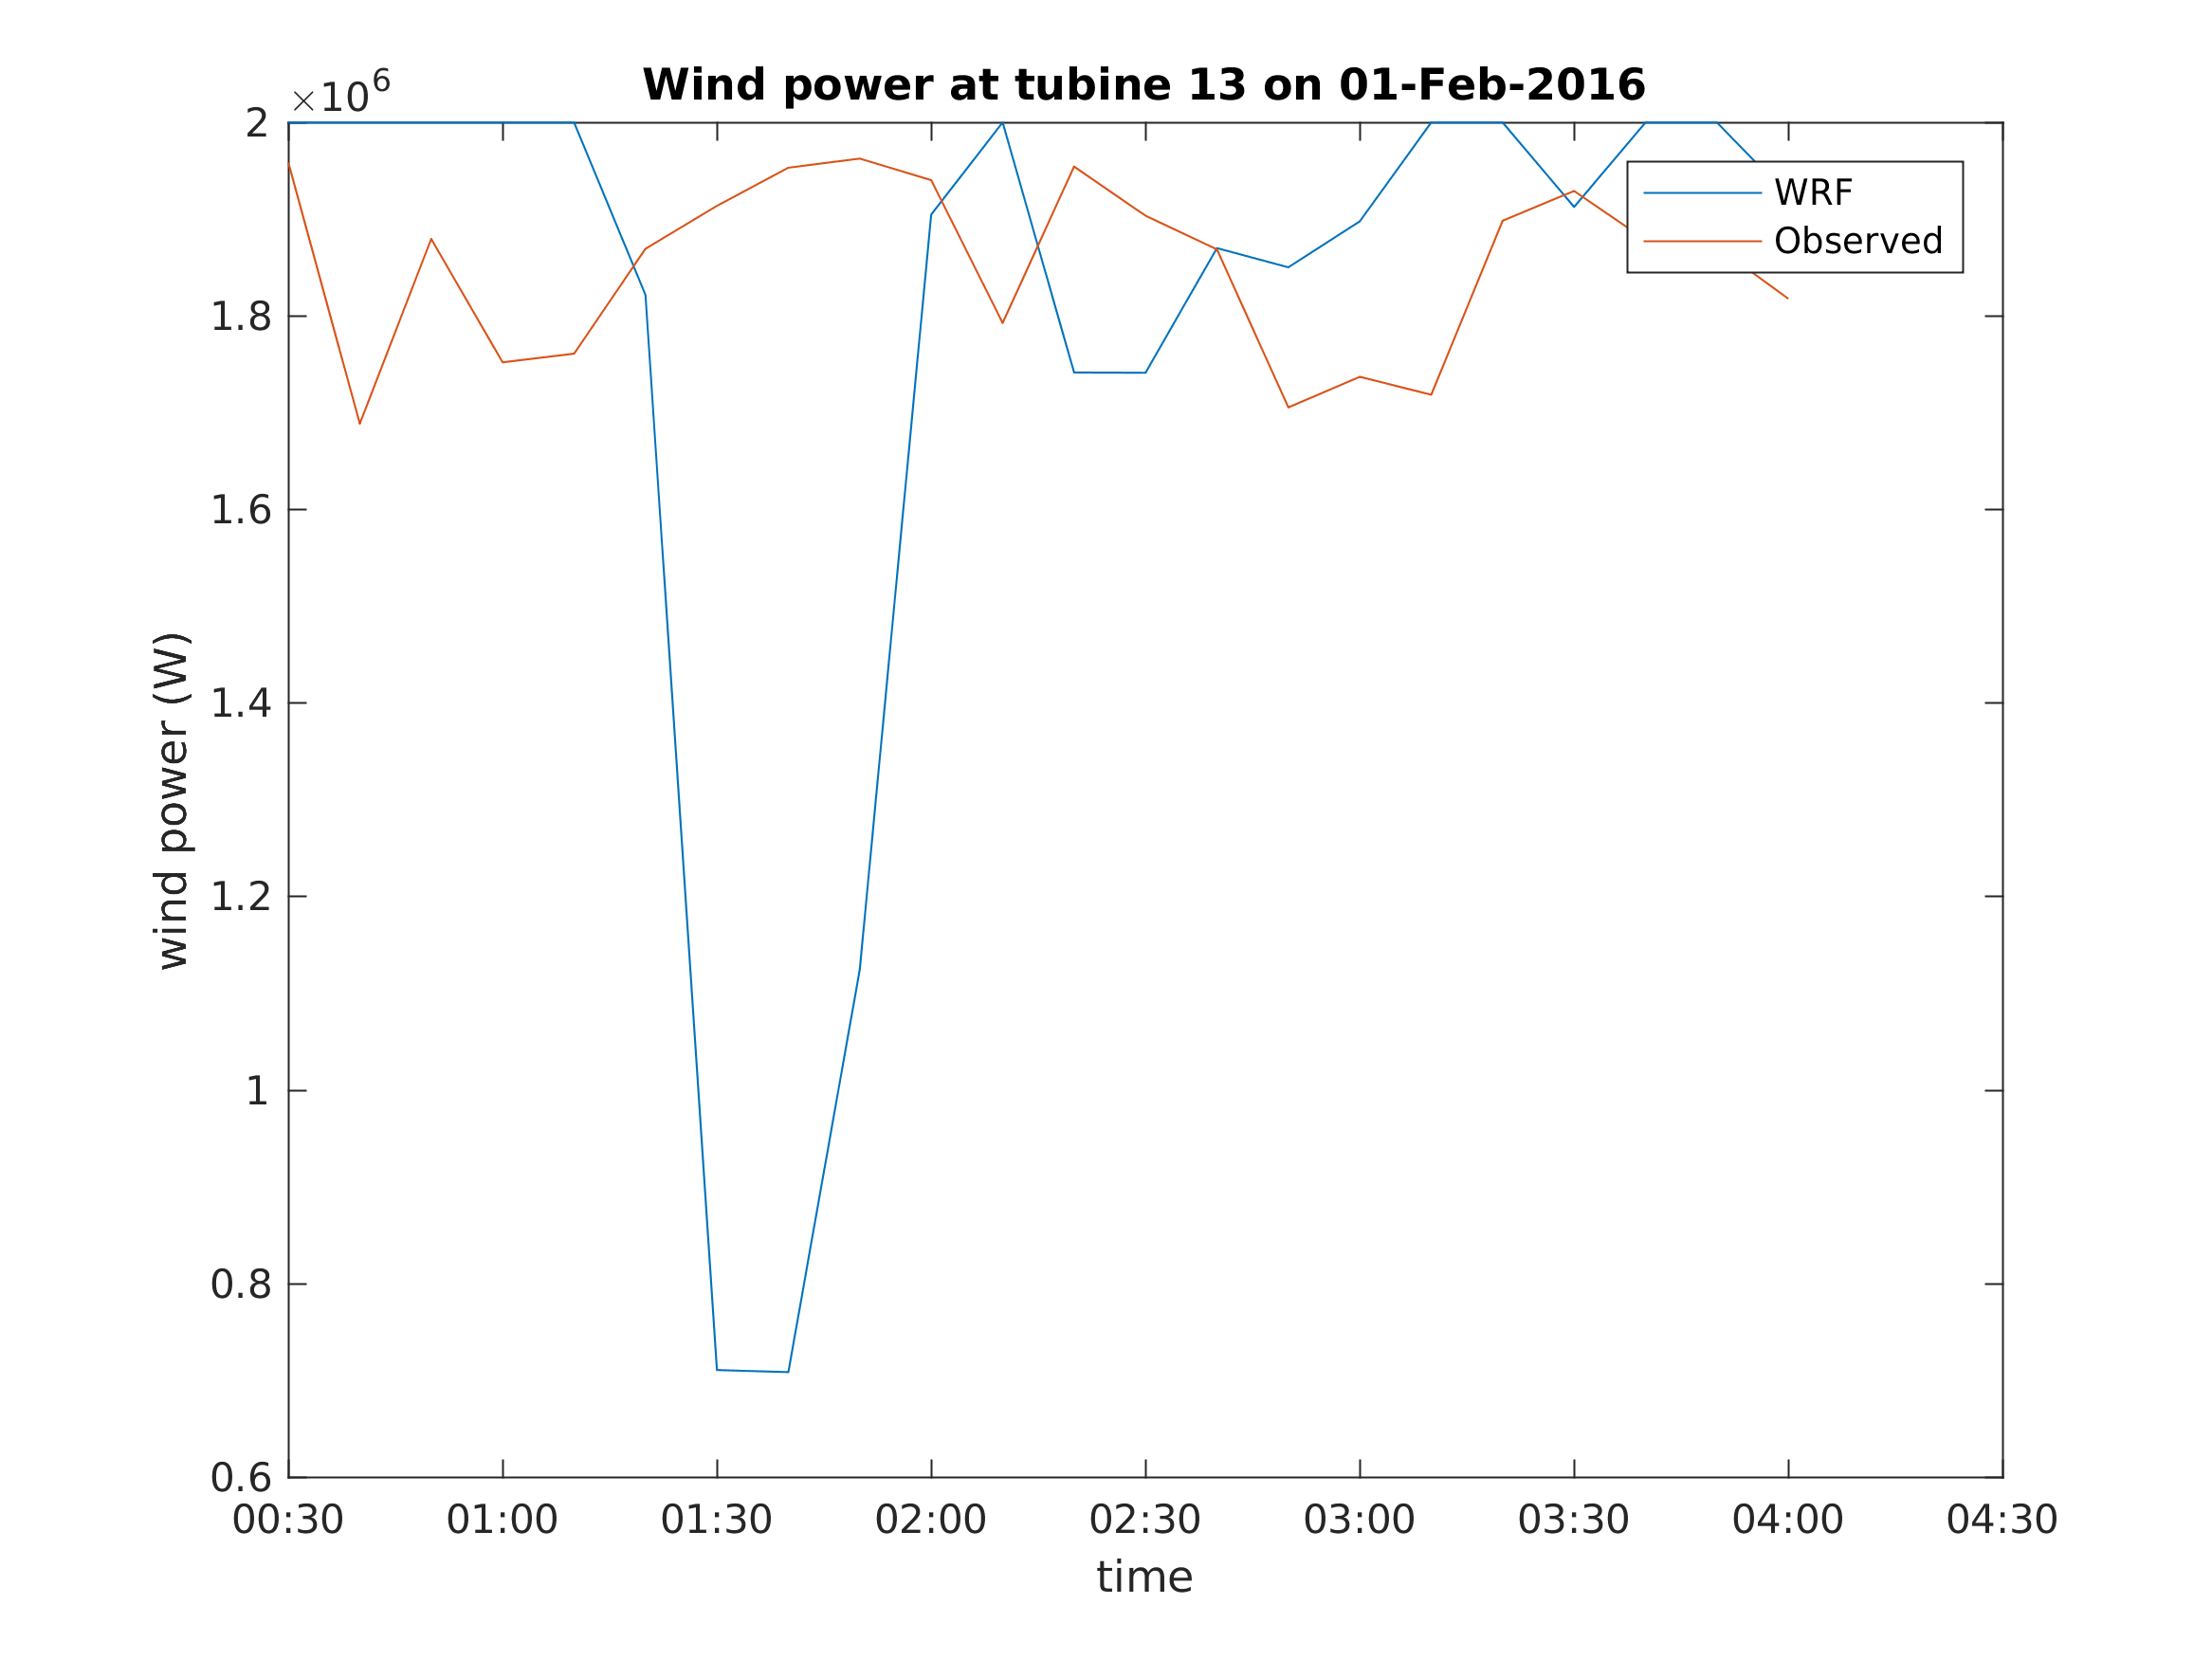 ×10⁶
Wind power at tubine 13 on 01-Feb-2016
2
1.8
1.6
1.4
1.2
1
0.8
0.6
wind power (W)
WRF
Observed
00:30 01:00 01:30 02:00 02:30 03:00 03:30 04:00 04:30
time